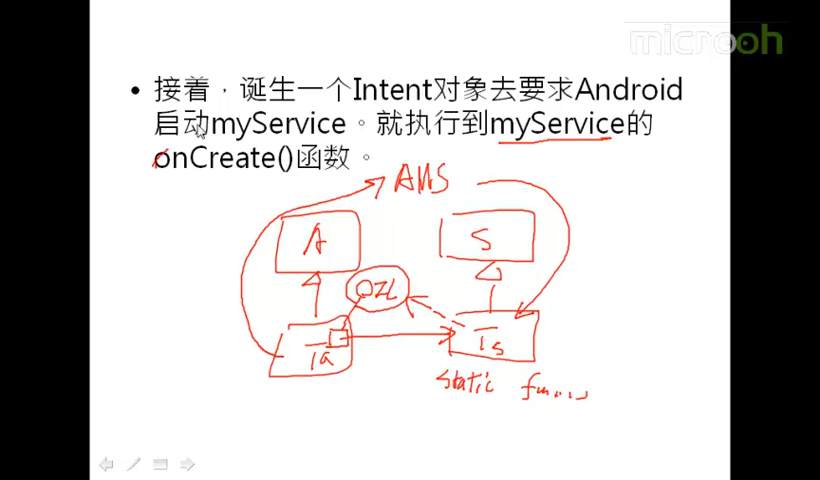 microoh
• 接着，诞生一个Intent对象去要求Android
启动myService。就执行到myService的
onCreate()函数。
AMS
A
S
Ia
Is
static